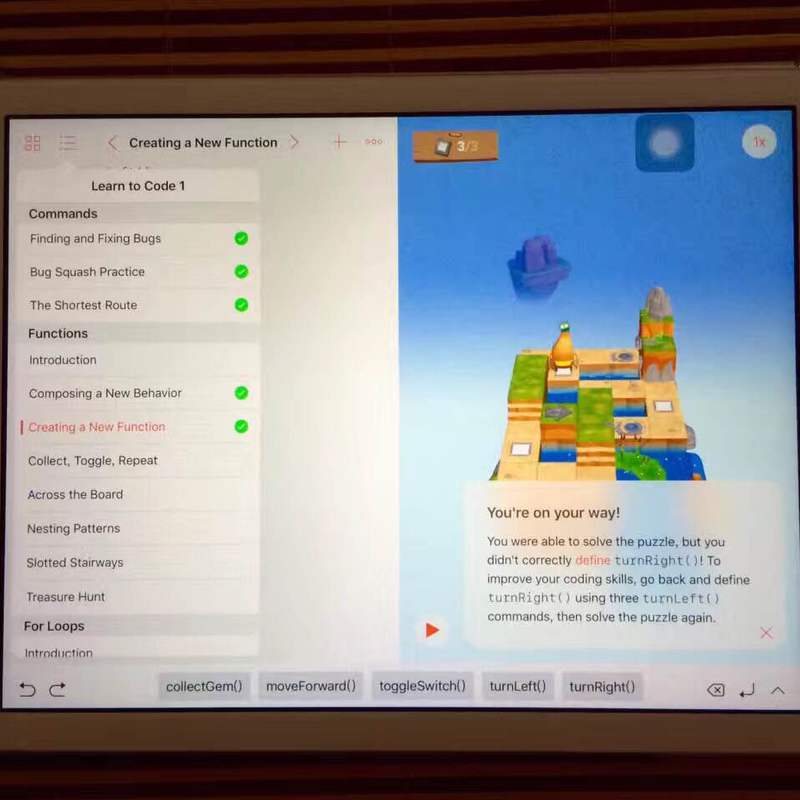 Creating a New Function
3/3
1x
Learn to Code 1
Commands
Finding and Fixing Bugs
Bug Squash Practice
The Shortest Route
Functions
Introduction
Composing a New Behavior
Creating a New Function
Collect, Toggle, Repeat
Across the Board
Nesting Patterns
Slotted Stairways
Treasure Hunt
For Loops
Introduction
You're on your way!
You were able to solve the puzzle, but you
didn't correctly define turnRight()! To
improve your coding skills, go back and define
turnRight() using three turnLeft()
commands, then solve the puzzle again.
collectGem()
moveForward()
toggleSwitch()
turnLeft()
turnRight()